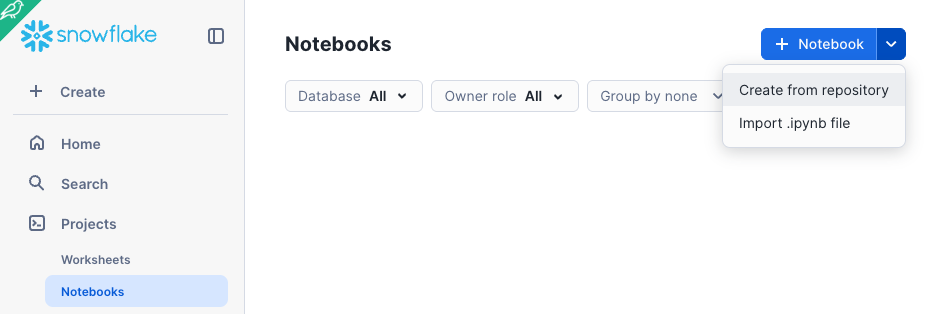 snowflake
Create
Home
Search
Projects
Worksheets
Notebooks
Notebooks
+ Notebook
Database All
Owner role All
Group by none
Create from repository
Import .ipynb file